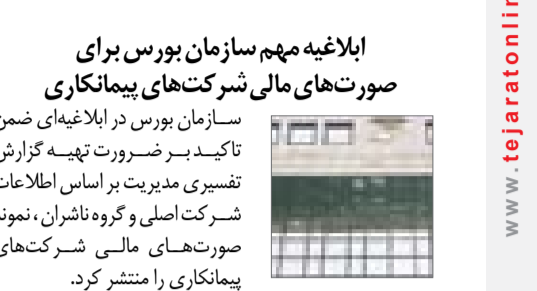 ابلاغیه مهم سازمان بورس برای
صورت‌های مالی شرکت‌های پیمانکاری
سازمان بورس در ابلاغیه‌ای ضمن
تاکید بر ضرورت تهیه گزارش
تفسیری مدیریت بر اساس اطلاعات
شرکت اصلی و گروه ناشران، نمونه
صورت‌های مالی شرکت‌های
پیمانکاری را منتشر کرد.
www.tejaratonlin